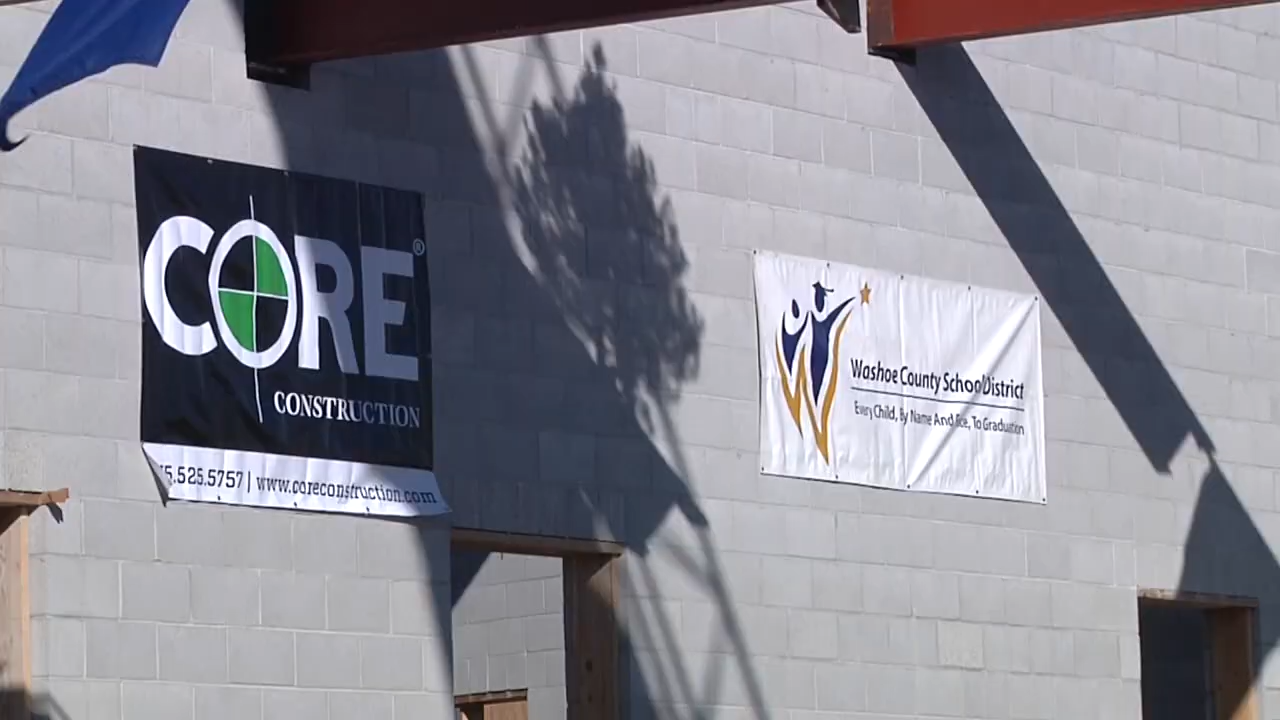 CORE®
CONSTRUCTION
5.525.5757 | www.coreconstruction.com
Washoe County School District
Every Child, By Name And Face, To Graduation